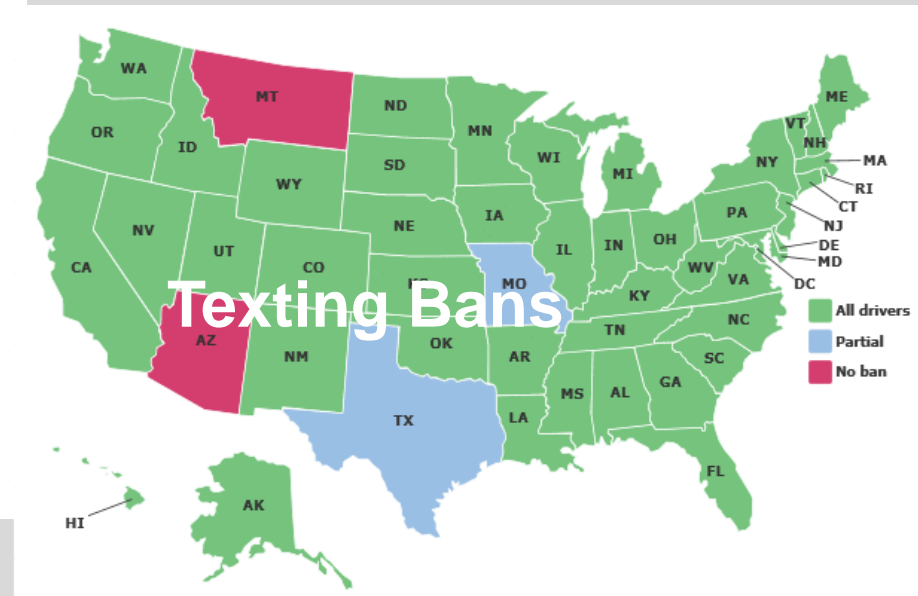 WA
MT
ND
MN
ME
OR
ID
SD
WI
MI
VT
NH
NY
MA
WY
RI
CT
NE
IA
PA
NJ
NV
UT
CO
IL
IN
OH
DE
MD
CA
WV
VA
DC
MO
KY
Texting Bans
NC
All drivers
TN
AZ
NM
OK
AR
SC
Partial
MS
AL
GA
No ban
TX
LA
FL
AK
HI